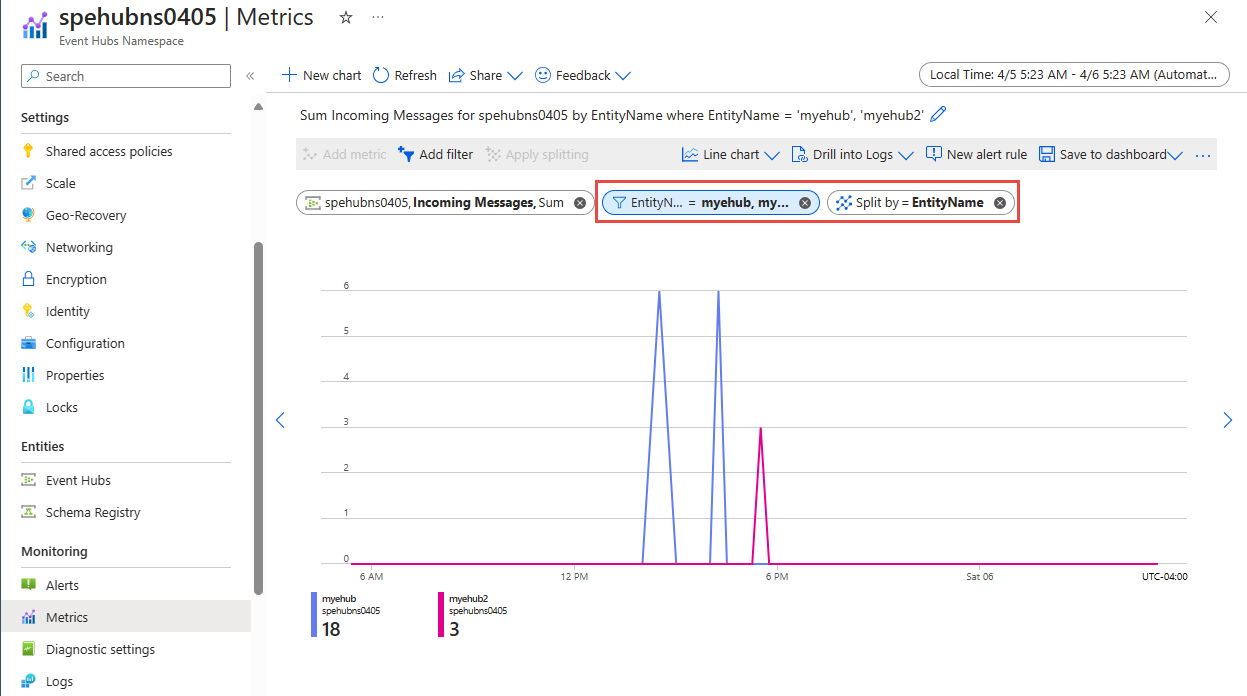 spehubns0405 | Metrics
Event Hubs Namespace
Search
Settings
Shared access policies
Scale
Geo-Recovery
Networking
Encryption
Identity
Configuration
Properties
Locks
Entities
Event Hubs
Schema Registry
Monitoring
Alerts
Metrics
Diagnostic settings
Logs
New chart Refresh Share Feedback
Local Time: 4/5 5:23 AM - 4/6 5:23 AM (Automat...
Sum Incoming Messages for spehubns0405 by EntityName where EntityName = 'myehub', 'myehub2'
Add metric Add filter Apply splitting Line chart Drill into Logs New alert rule Save to dashboard ...
spehubns0405, Incoming Messages, Sum EntityN... = myehub, my... Split by = EntityName
6
5
4
3
2
1
0
6 AM 12 PM 6 PM Sat 06 UTC-04:00
myehub
spehubns0405
18
myehub2
spehubns0405
3